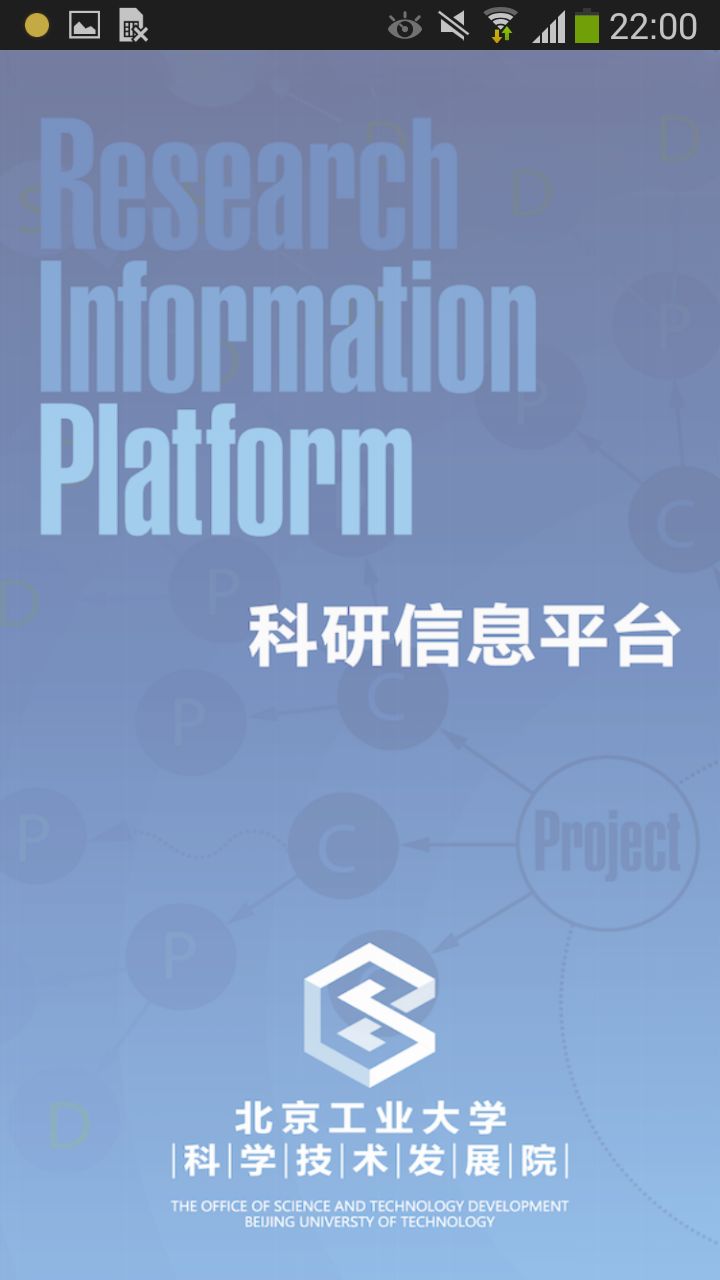 22:00
Research
Information
Platform
科研信息平台
D
D
D
S
P
P
C
P
D
C
P
P
C
Project
P
D
北京工业大学
科|学|技|术|发|展|院
THE OFFICE OF SCIENCE AND TECHNOLOGY DEVELOPMENT
BEIJING UNIVERSTY OF TECHNOLOGY